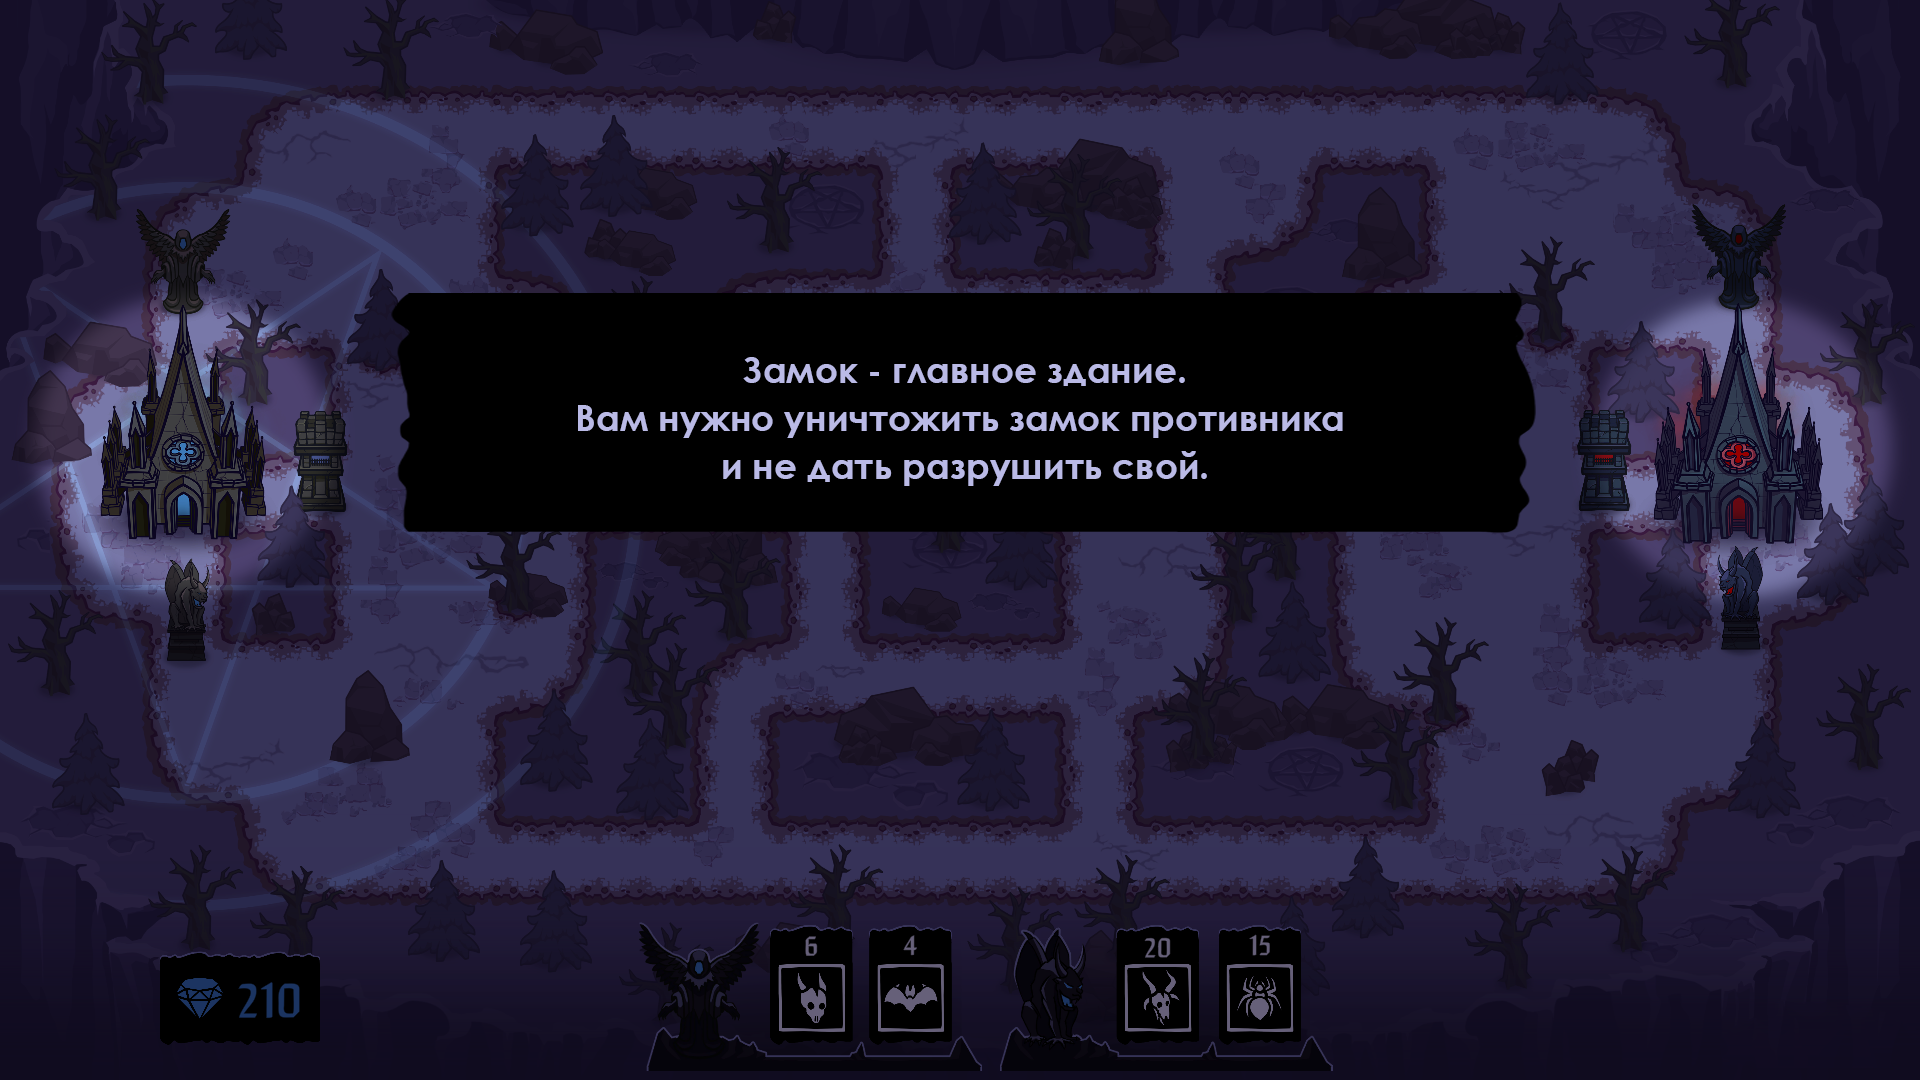 Замок - главное здание.
Вам нужно уничтожить замок противника
и не дать разрушить свой.
6
4
20
15
210